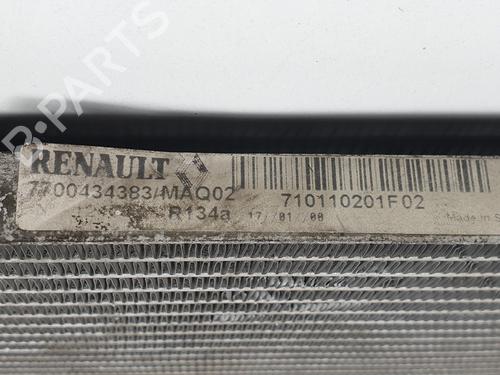 B-PARTS
RENAULT
7700434383/MAQ02 710110201F02
R134a 17/01/00
Made in S